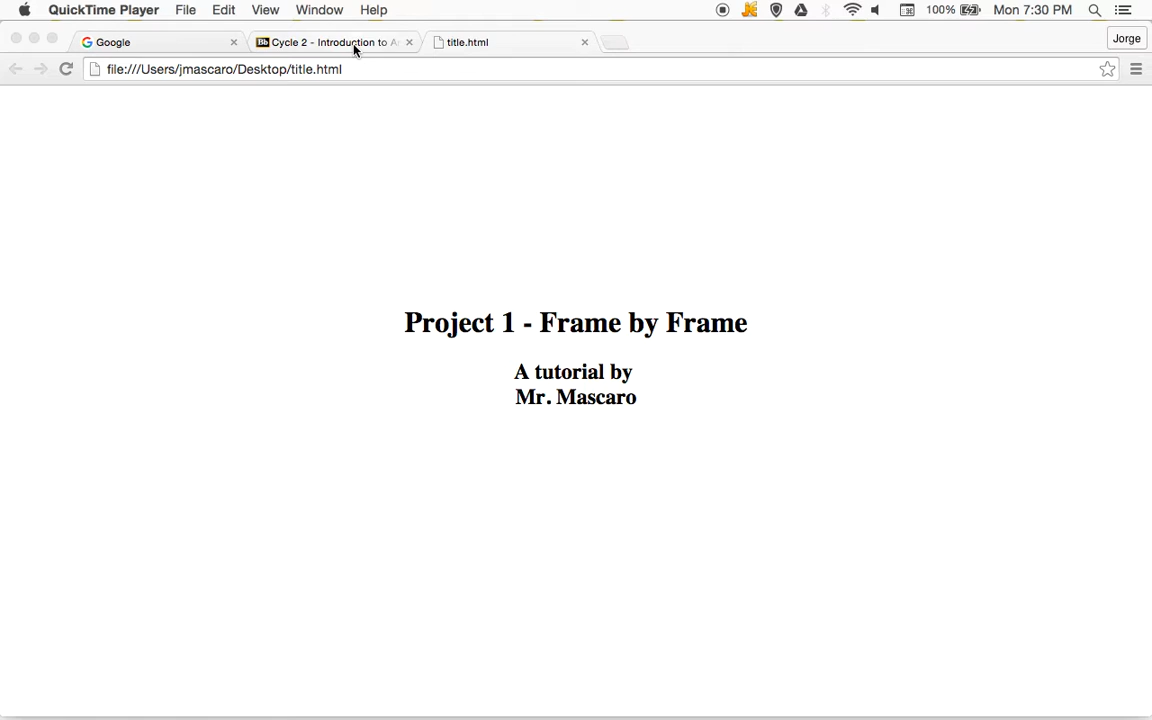 QuickTime Player File Edit View Window Help 100% Mon 7:30 PM
Google Bb Cycle 2 - Introduction to A title.html Jorge
file:///Users/jmascaro/Desktop/title.html
Project 1 - Frame by Frame
A tutorial by
Mr. Mascaro